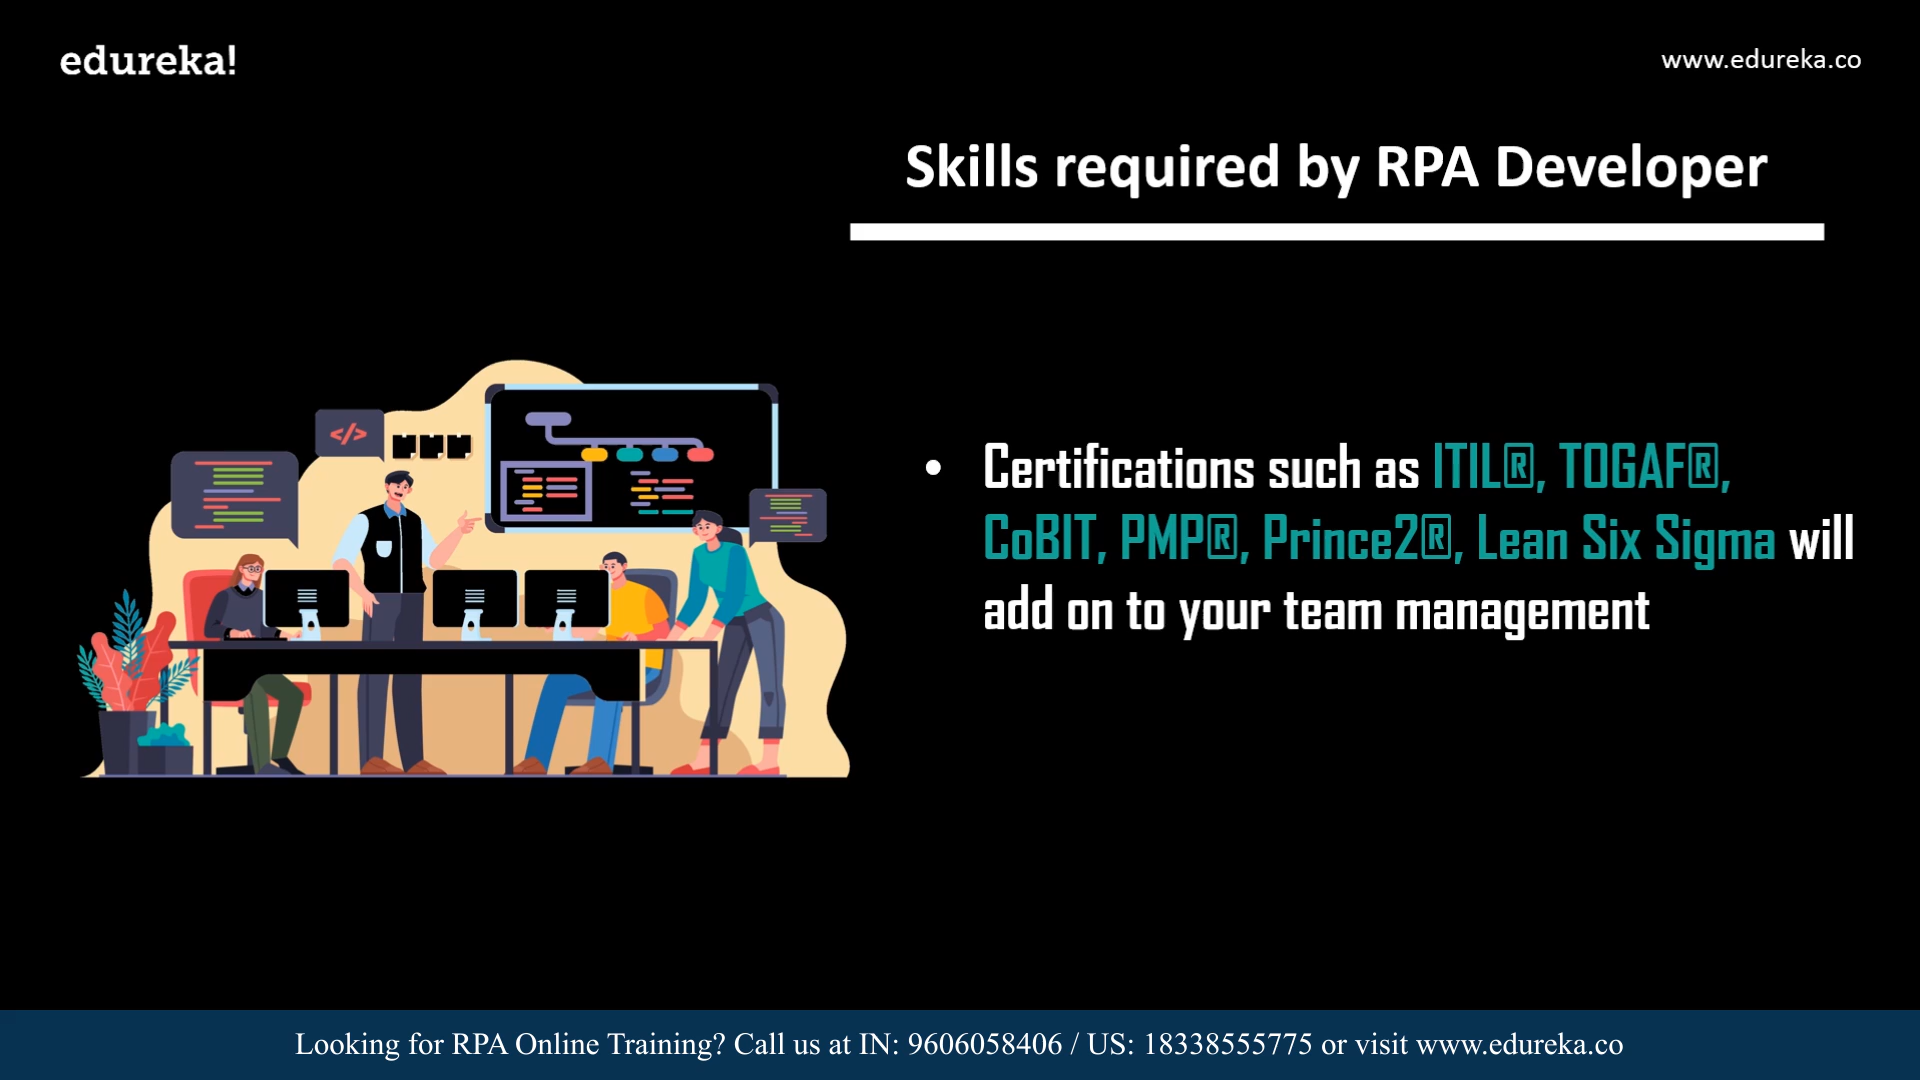 edureka!
www.edureka.co
Skills required by RPA Developer
</>
• Certifications such as ITIL®, TOGAF®,
CoBIT, PMP®, Prince2®, Lean Six Sigma will
add on to your team management
Looking for RPA Online Training? Call us at IN: 9606058406 / US: 18338555775 or visit www.edureka.co